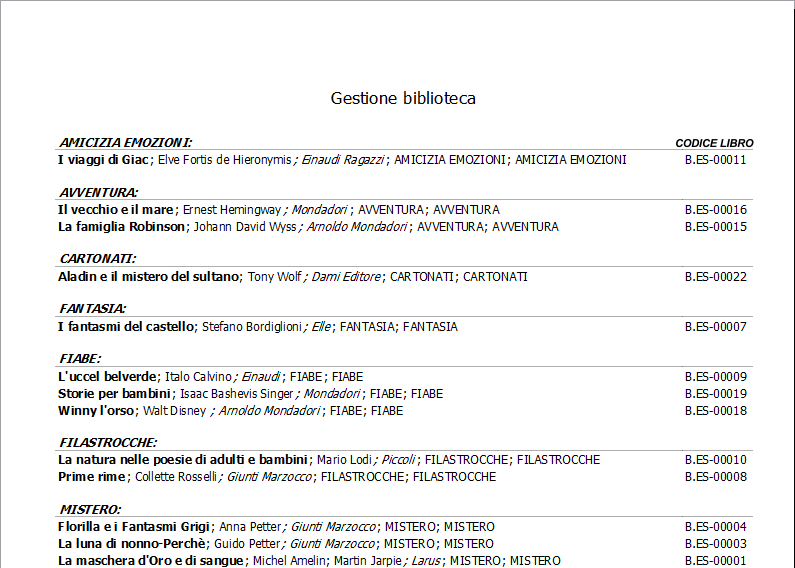 Gestione biblioteca
AMICIZIA EMOZIONI: CODICE LIBRO
I viaggi di Giac; Elve Fortis de Hieronymis ; Einaudi Ragazzi ; AMICIZIA EMOZIONI; AMICIZIA EMOZIONI B.ES-00011
AVVENTURA:
Il vecchio e il mare; Ernest Hemingway ; Mondadori ; AVVENTURA; AVVENTURA B.ES-00016
La famiglia Robinson; Johann David Wyss ; Arnoldo Mondadori ; AVVENTURA; AVVENTURA B.ES-00015
CARTONATI:
Aladin e il mistero del sultano; Tony Wolf ; Dami Editore ; CARTONATI; CARTONATI B.ES-00022
FANTASIA:
I fantasmi del castello; Stefano Bordiglioni ; Elle ; FANTASIA; FANTASIA B.ES-00007
FIABE:
L'uccel belverde; Italo Calvino ; Einaudi ; FIABE; FIABE B.ES-00009
Storie per bambini; Isaac Bashevis Singer ; Mondadori ; FIABE; FIABE B.ES-00019
Winny l'orso; Walt Disney ; Arnoldo Mondadori ; FIABE; FIABE B.ES-00018
FILASTROCCHE:
La natura nelle poesie di adulti e bambini; Mario Lodi ; Piccoli ; FILASTROCCHE; FILASTROCCHE B.ES-00010
Prime rime; Collette Rosselli ; Giunti Marzocco ; FILASTROCCHE; FILASTROCCHE B.ES-00008
MISTERO:
Florilla e i Fantasmi Grigi; Anna Petter ; Giunti Marzocco ; MISTERO; MISTERO B.ES-00004
La luna di nonno-Perchè; Guido Petter ; Giunti Marzocco ; MISTERO; MISTERO B.ES-00003
La maschera d'Oro e di sangue; Michel Amelin; Martin Jarpie ; Larus ; MISTERO; MISTERO B.ES-00001